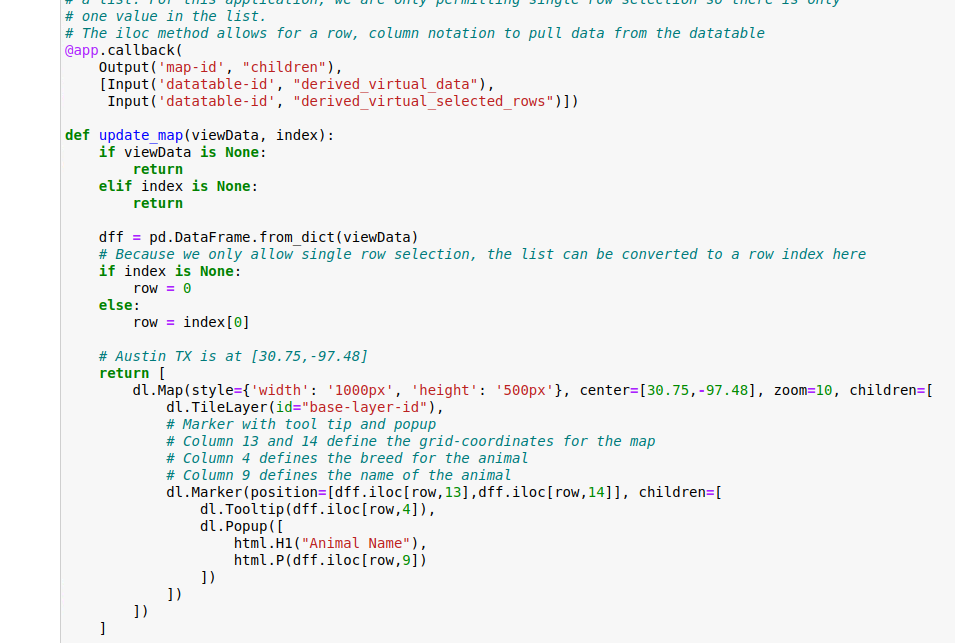 # a list. For this application, we are only permitting single row selection so there is only
# one value in the list.
# The iloc method allows for a row, column notation to pull data from the datatable
@app.callback(
    Output('map-id', "children"),
    [Input('datatable-id', "derived_virtual_data"),
     Input('datatable-id', "derived_virtual_selected_rows")])

def update_map(viewData, index):
    if viewData is None:
        return
    elif index is None:
        return

    dff = pd.DataFrame.from_dict(viewData)
    # Because we only allow single row selection, the list can be converted to a row index here
    if index is None:
        row = 0
    else:
        row = index[0]

    # Austin TX is at [30.75,-97.48]
    return [
        dl.Map(style={'width': '1000px', 'height': '500px'}, center=[30.75,-97.48], zoom=10, children=[
            dl.TileLayer(id="base-layer-id"),
            # Marker with tool tip and popup
            # Column 13 and 14 define the grid-coordinates for the map
            # Column 4 defines the breed for the animal
            # Column 9 defines the name of the animal
            dl.Marker(position=[dff.iloc[row,13],dff.iloc[row,14]], children=[
                dl.Tooltip(dff.iloc[row,4]),
                dl.Popup([
                    html.H1("Animal Name"),
                    html.P(dff.iloc[row,9])
                ])
            ])
        ])
    ]